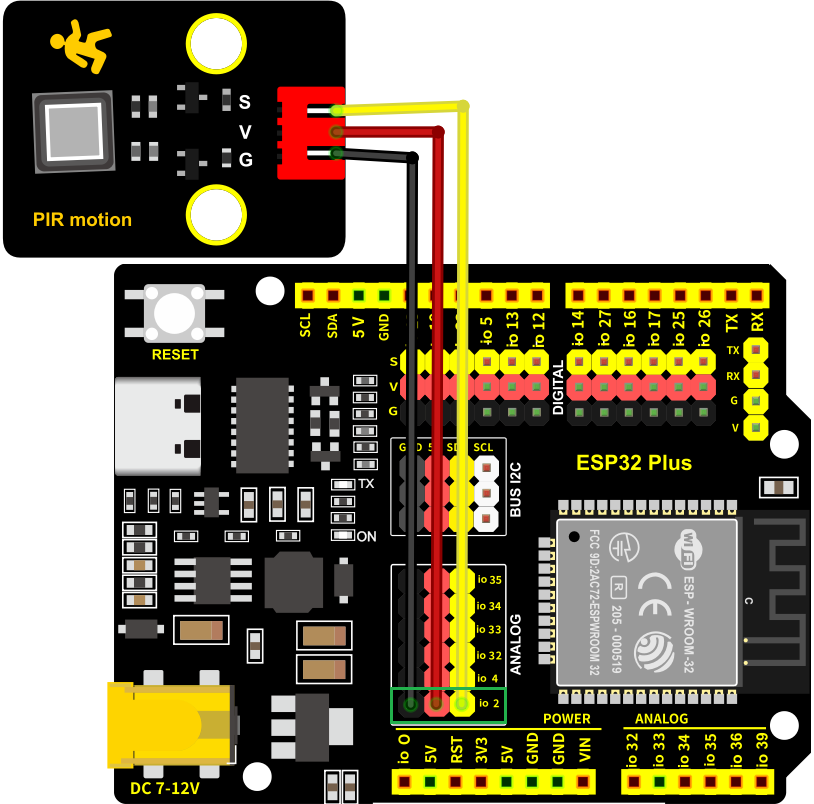 S
V
G
PIR motion
SCL
SDA
5V
GND
io 5
io 13
io 12
io 14
io 27
io 16
io 17
io 25
io 26
TX
RX
RESET
S
V
G
DIGITAL
TX
RX
G
V
SCL
BUS I2C
ESP32 Plus
TX
ON
WiFi
ESP - WROOM-32
CE
R
205 - 000519
FCC 9D:2AC72-ESPWROOM 32
C
io 35
io 34
io 33
io 32
io 4
io 2
ANALOG
POWER
ANALOG
io 0
5V
RST
3V3
5V
GND
GND
VIN
io 32
io 33
io 34
io 35
io 36
io 39
DC 7-12V